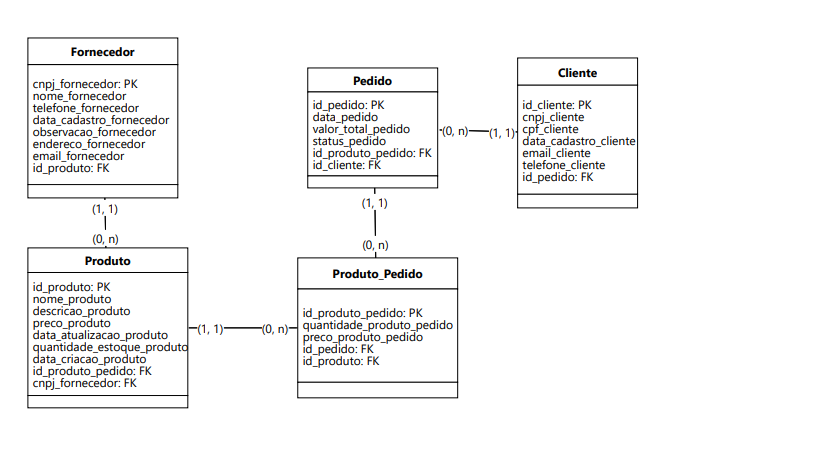 Fornecedor
cnpj_fornecedor: PK
nome_fornecedor
telefone_fornecedor
data_cadastro_fornecedor
observacao_fornecedor
endereco_fornecedor
email_fornecedor
id_produto: FK
(1, 1)
(0, n)
Produto
id_produto: PK
nome_produto
descricao_produto
preco_produto
data_atualizacao_produto
quantidade_estoque_produto
data_criacao_produto
id_produto_pedido: FK
cnpj_fornecedor: FK
(1, 1)
(0, n)
Pedido
id_pedido: PK
data_pedido
valor_total_pedido
status_pedido
id_produto_pedido: FK
id_cliente: FK
(0, n)
(1, 1)
(1, 1)
(0, n)
Produto_Pedido
id_produto_pedido: PK
quantidade_produto_pedido
preco_produto_pedido
id_pedido: FK
id_produto: FK
Cliente
id_cliente: PK
cnpj_cliente
cpf_cliente
data_cadastro_cliente
email_cliente
telefone_cliente
id_pedido: FK